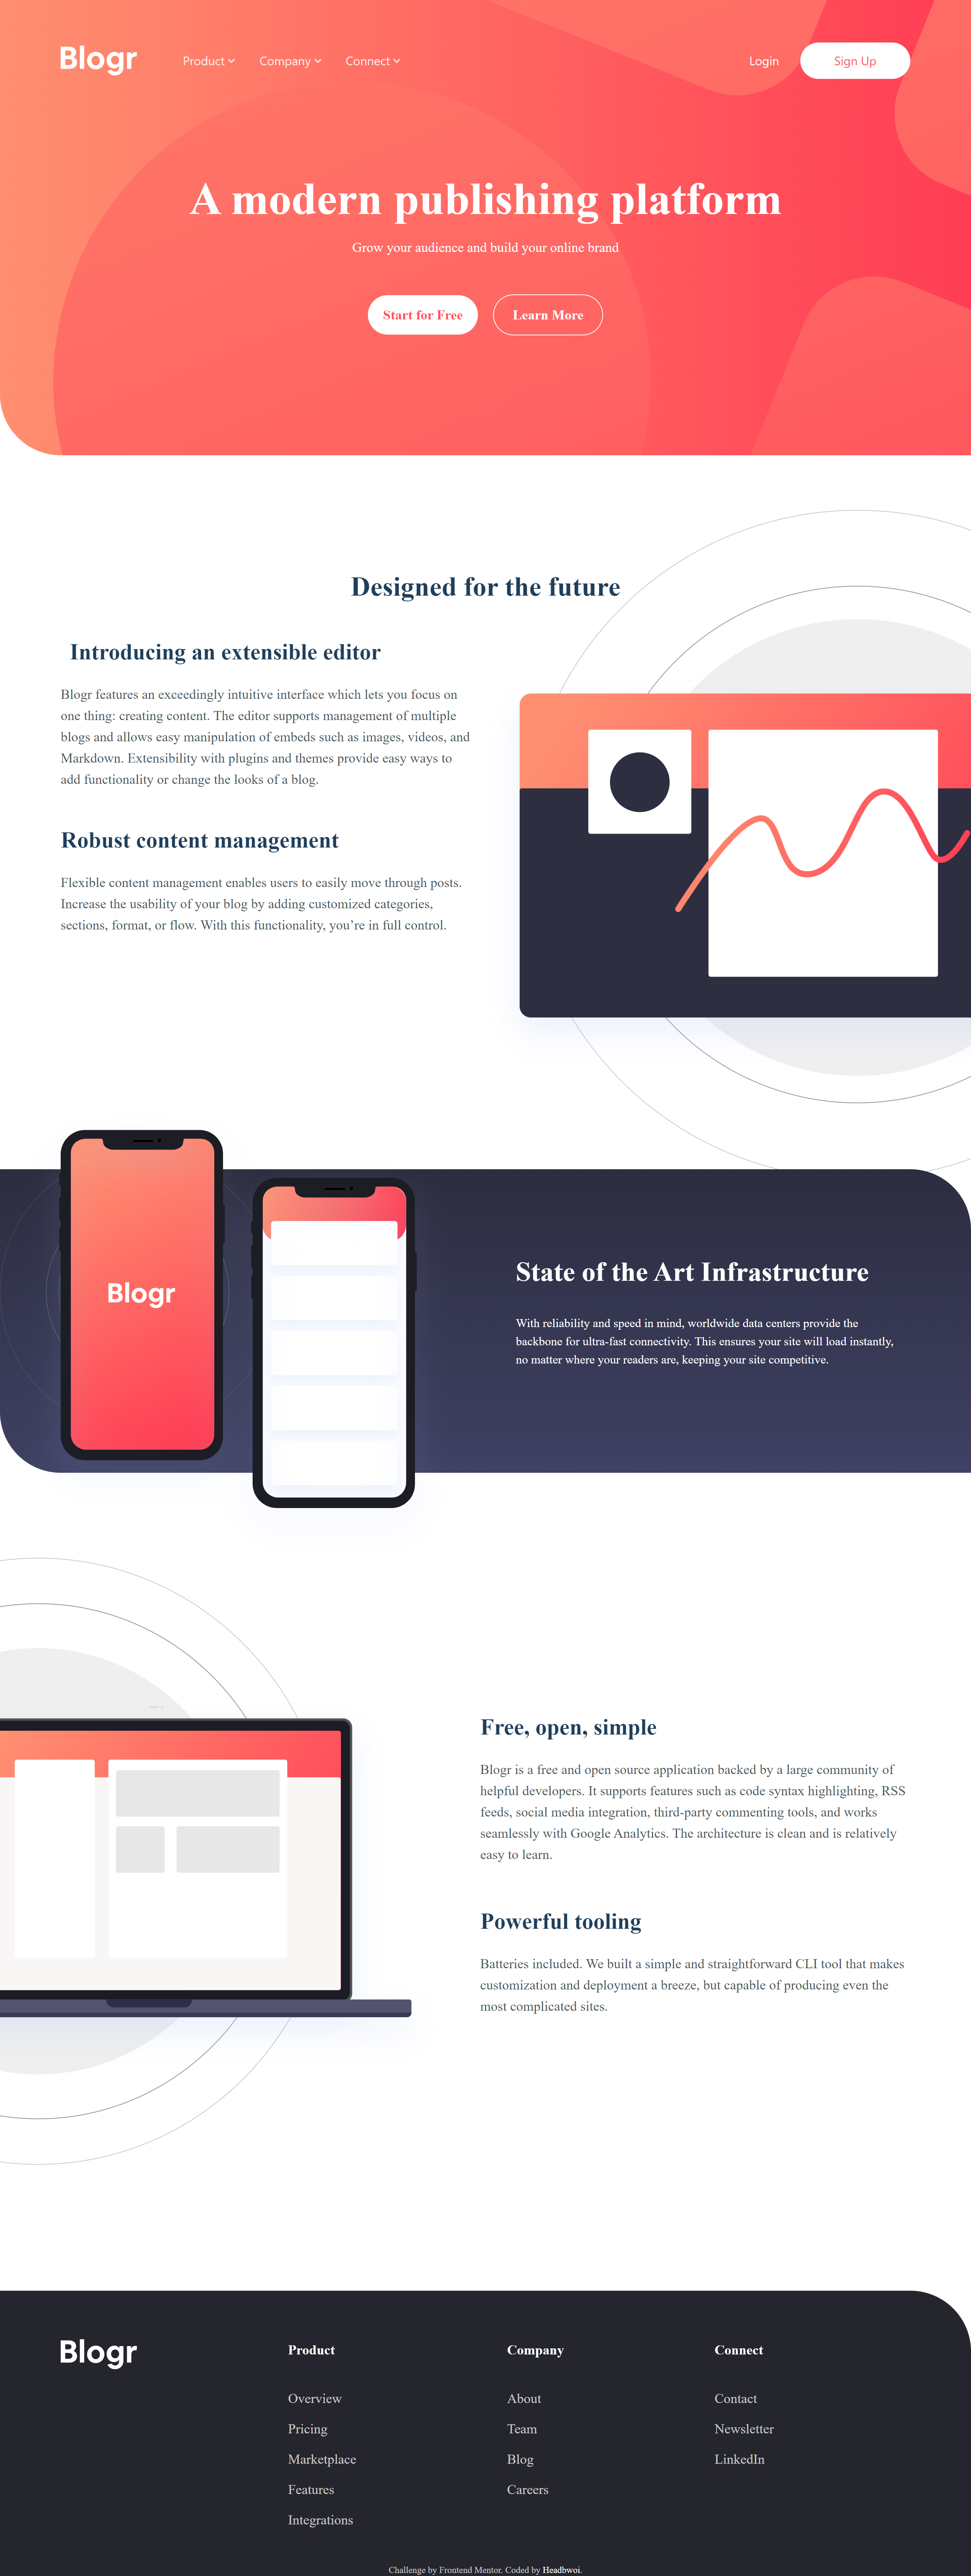 Blogr
Product
Company
Connect
Login
Sign Up
A modern publishing platform
Grow your audience and build your online brand
Start for Free
Learn More
Designed for the future
Introducing an extensible editor
Blogr features an exceedingly intuitive interface which lets you focus on
one thing: creating content. The editor supports management of multiple
blogs and allows easy manipulation of embeds such as images, videos, and
Markdown. Extensibility with plugins and themes provide easy ways to
add functionality or change the looks of a blog.
Robust content management
Flexible content management enables users to easily move through posts.
Increase the usability of your blog by adding customized categories,
sections, format, or flow. With this functionality, you’re in full control.
Blogr
State of the Art Infrastructure
With reliability and speed in mind, worldwide data centers provide the
backbone for ultra-fast connectivity. This ensures your site will load instantly,
no matter where your readers are, keeping your site competitive.
Free, open, simple
Blogr is a free and open source application backed by a large community of
helpful developers. It supports features such as code syntax highlighting, RSS
feeds, social media integration, third-party commenting tools, and works
seamlessly with Google Analytics. The architecture is clean and is relatively
easy to learn.
Powerful tooling
Batteries included. We built a simple and straightforward CLI tool that makes
customization and deployment a breeze, but capable of producing even the
most complicated sites.
Blogr
Product
Overview
Pricing
Marketplace
Features
Integrations
Company
About
Team
Blog
Careers
Connect
Contact
Newsletter
LinkedIn
Challenge by Frontend Mentor. Coded by Headbwoi.